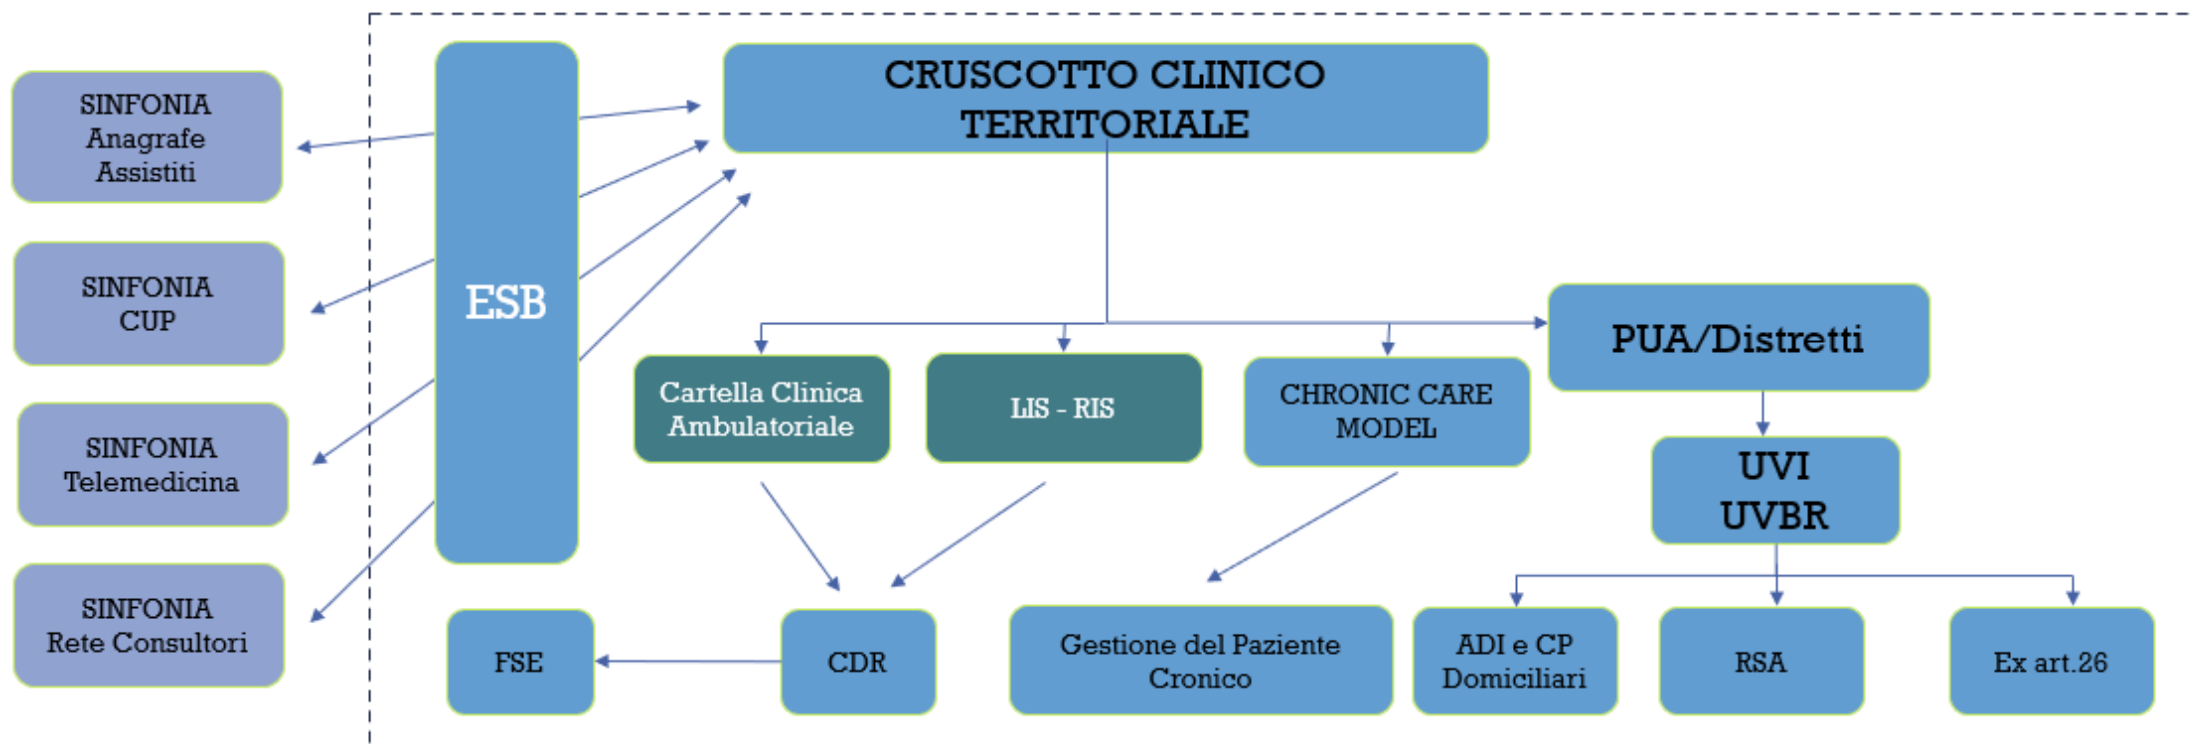 SINFONIA
Anagrafe
Assistiti
SINFONIA
CUP
SINFONIA
Telemedicina
SINFONIA
Rete Consultori
ESB
CRUSCOTTO CLINICO
TERRITORIALE
Cartella Clinica
Ambulatoriale
LIS - RIS
CHRONIC CARE
MODEL
PUA/Distretti
UVI
UVBR
FSE
CDR
Gestione del Paziente
Cronico
ADI e CP
Domiciliari
RSA
Ex art.26